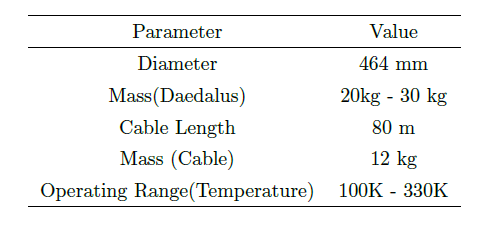 Parameter Value
Diameter 464 mm
Mass(Daedalus) 20kg - 30 kg
Cable Length 80 m
Mass (Cable) 12 kg
Operating Range(Temperature) 100K - 330K